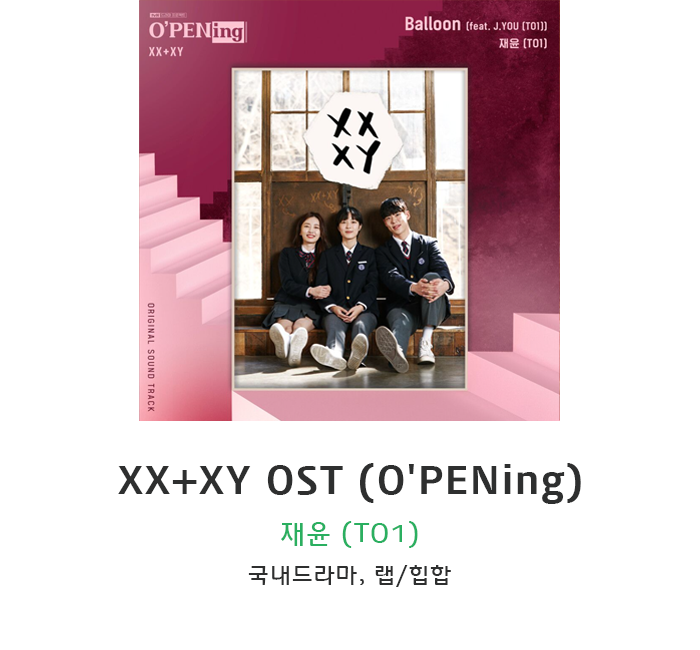 O'PENing
XX+XY
Balloon (feat. J.YOU (TO1))
재윤 (TO1)
XX
XY
ORIGINAL SOUND TRACK
XX+XY OST (O'PENing)
재윤 (TO1)
국내드라마, 랩/힙합